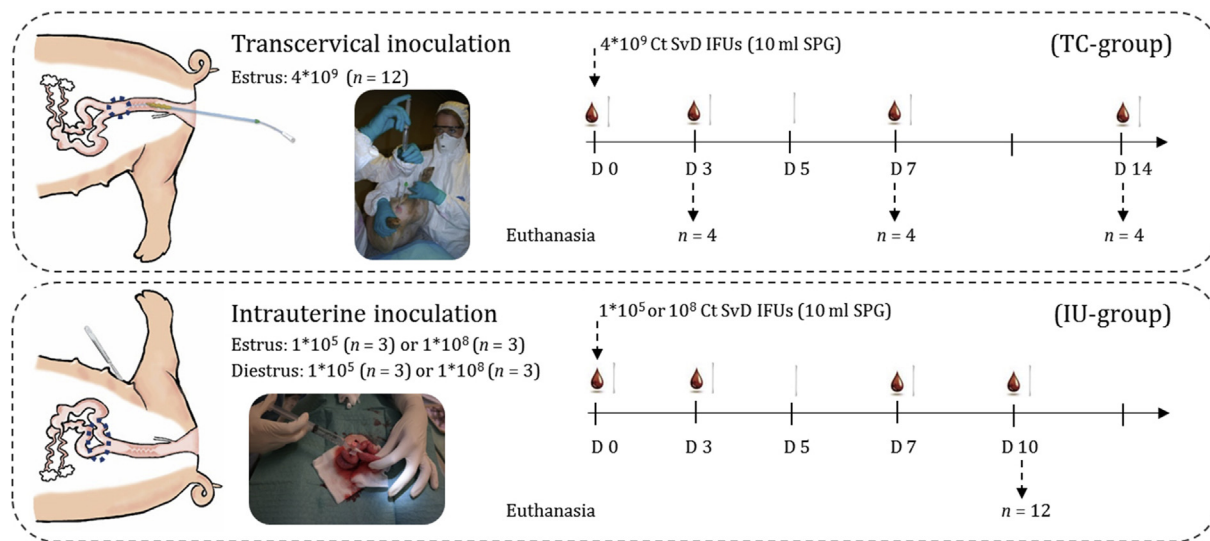 Transcervical inoculation
Estrus: 4*10⁹ (n = 12)
4*10⁹ Ct SvD IFUs (10 ml SPG)
(TC-group)
D 0 D 3 D 5 D 7 D 14
Euthanasia n = 4 n = 4 n = 4
Intrauterine inoculation
Estrus: 1*10⁵ (n = 3) or 1*10⁸ (n = 3)
Diestrus: 1*10⁵ (n = 3) or 1*10⁸ (n = 3)
1*10⁵ or 10⁸ Ct SvD IFUs (10 ml SPG)
(IU-group)
D 0 D 3 D 5 D 7 D 10
Euthanasia n = 12